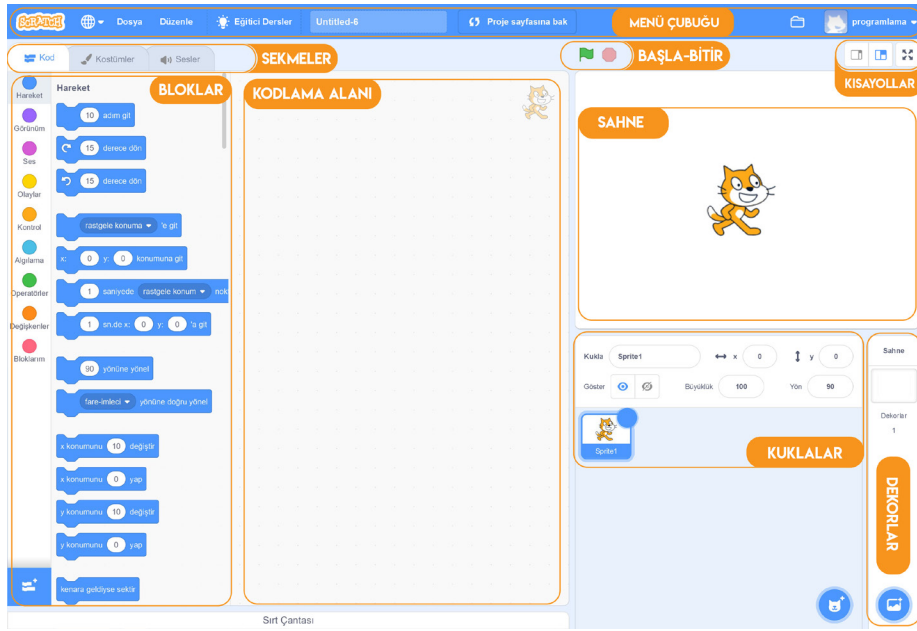 SCRATCH Dosya Düzenle Eğitici Dersler Untitled-6 Proje sayfasına bak MENÜ ÇUBUĞU programlama
Kod Kostümler Sesler SEKMELER BAŞLA-BİTİR
KISAYOLLAR
Hareket
Görünüm
Ses
Olaylar
Kontrol
Algılama
Operatörler
Değişkenler
Bloklarım
Hareket BLOKLAR
10 adım git
15 derece dön
15 derece dön
rastgele konuma 'e git
x: 0 y: 0 konumuna git
1 saniyede rastgele konum
1 sn.de x: 0 y: 0 'a git
90 yönüne yönel
fare-imleci yönüne doğru yönel
x konumunu 10 değiştir
x konumunu 0 yap
y konumunu 10 değiştir
y konumunu 0 yap
kenara geldiyse sektir
KODLAMA ALANI
SAHNE
Kukla Sprite1 x 0 y 0
Göster Büyüklük 100 Yön 90
Sprite1
KUKLALAR
Sahne
Dekorlar
1
DEKORLAR
Sırt Çantası